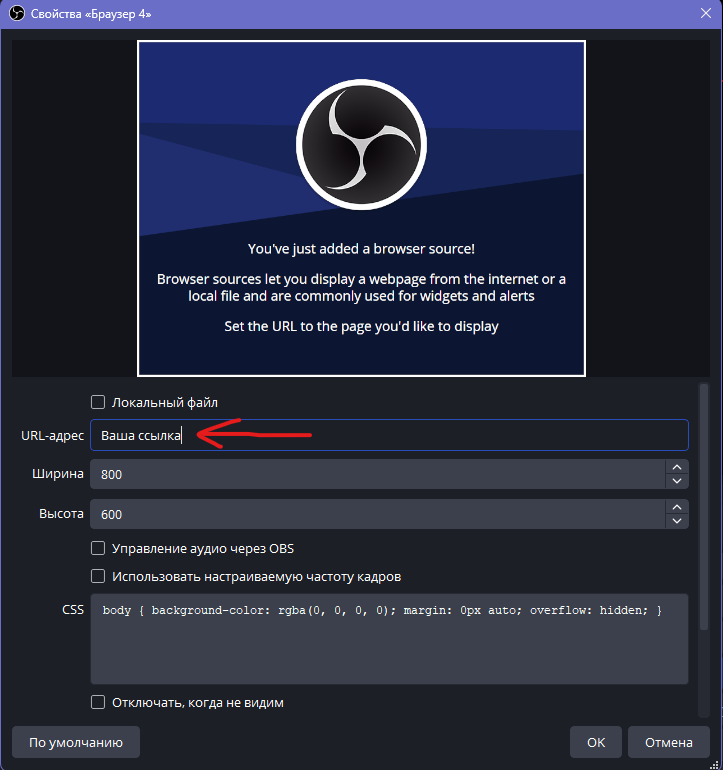 Свойства «Браузер 4»
You've just added a browser source!
Browser sources let you display a webpage from the internet or a
local file and are commonly used for widgets and alerts
Set the URL to the page you'd like to display
Локальный файл
URL-адрес Ваша ссылка
Ширина 800
Высота 600
Управление аудио через OBS
Использовать настраиваемую частоту кадров
CSS body { background-color: rgba(0, 0, 0, 0); margin: 0px auto; overflow: hidden; }
Отключать, когда не видим
По умолчанию OK Отмена